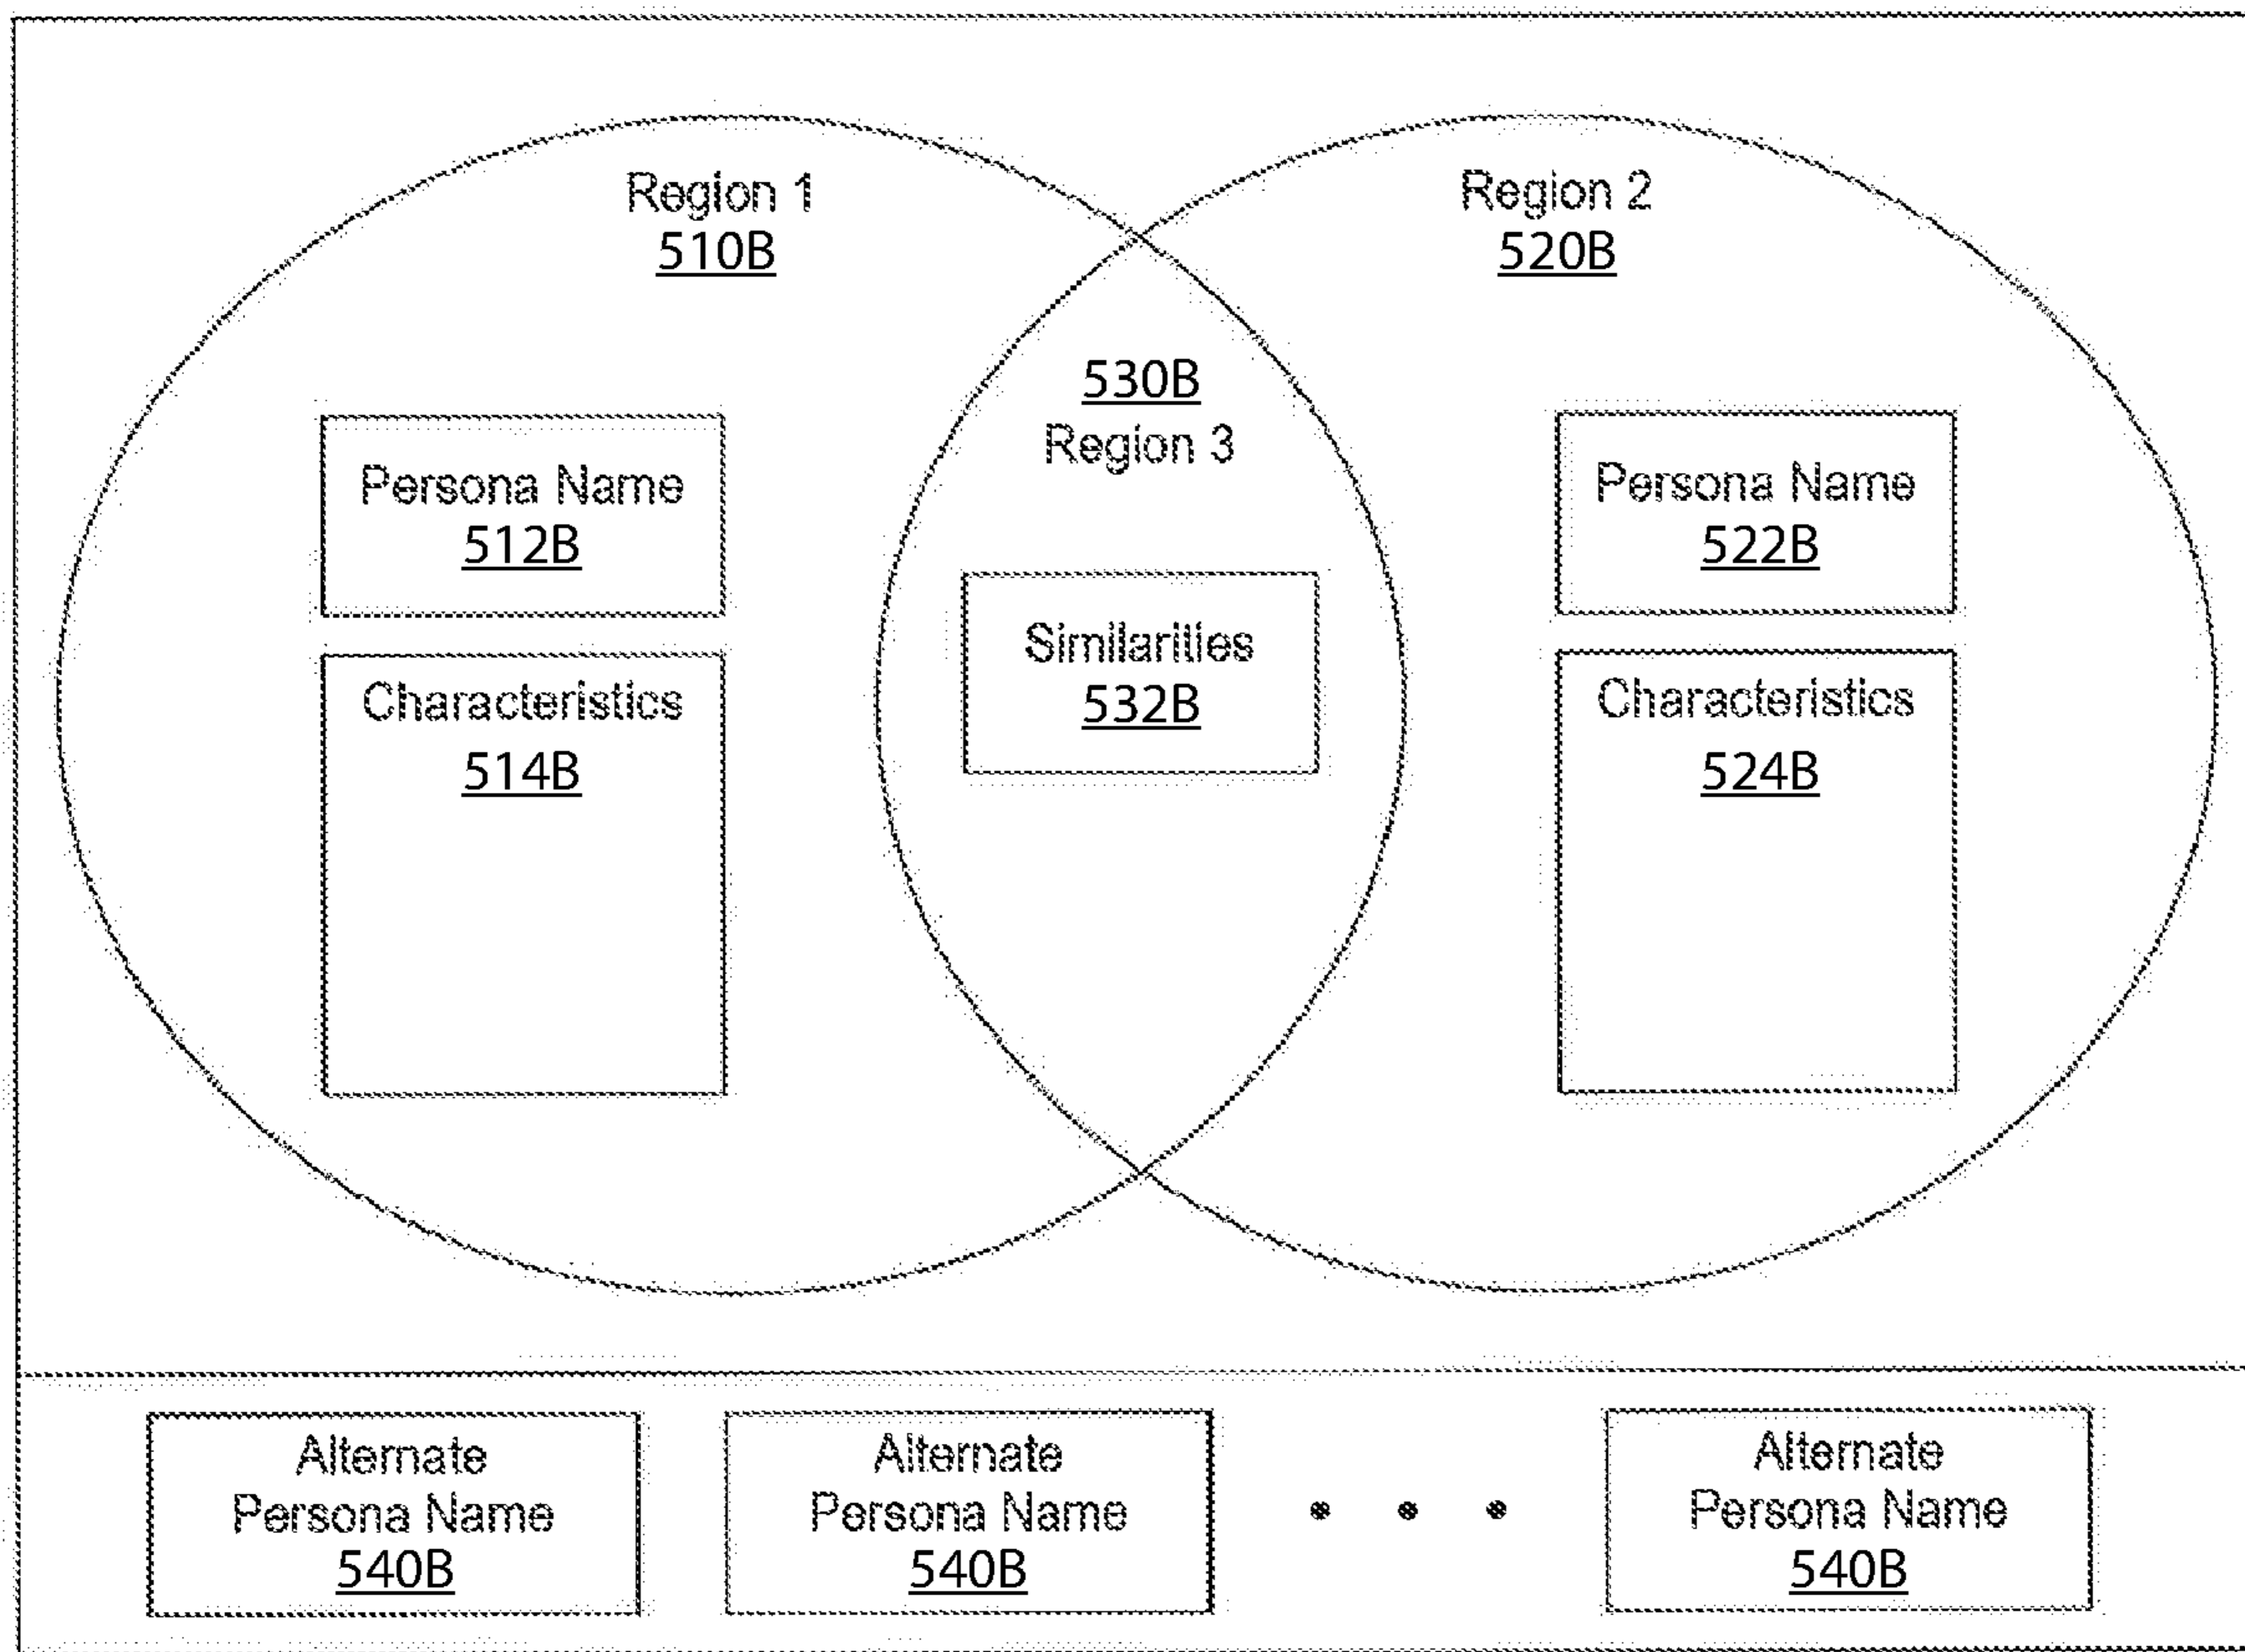 Region 1
510B
Region 2
520B
530B
Region 3
Persona Name
512B
Persona Name
522B
Similarities
532B
Characteristics
514B
Characteristics
524B
Alternate
Persona Name
540B
Alternate
Persona Name
540B
Alternate
Persona Name
540B